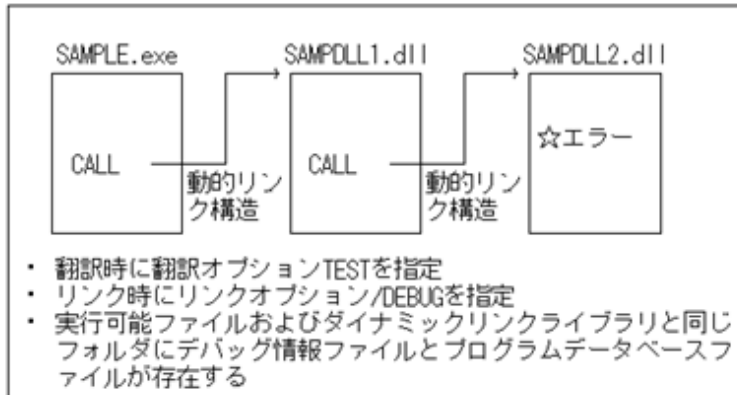 SAMPLE.exe SAMPDLL1.dll SAMPDLL2.dll
☆エラー
CALL CALL
動的リン 動的リン
ク構造 ク構造
・ 翻訳時に翻訳オプションTESTを指定
・ リンク時にリンクオプション/DEBUGを指定
・ 実行可能ファイルおよびダイナミックリンクライブラリと同じ
フォルダにデバッグ情報ファイルとプログラムデータベースフ
ァイルが存在する